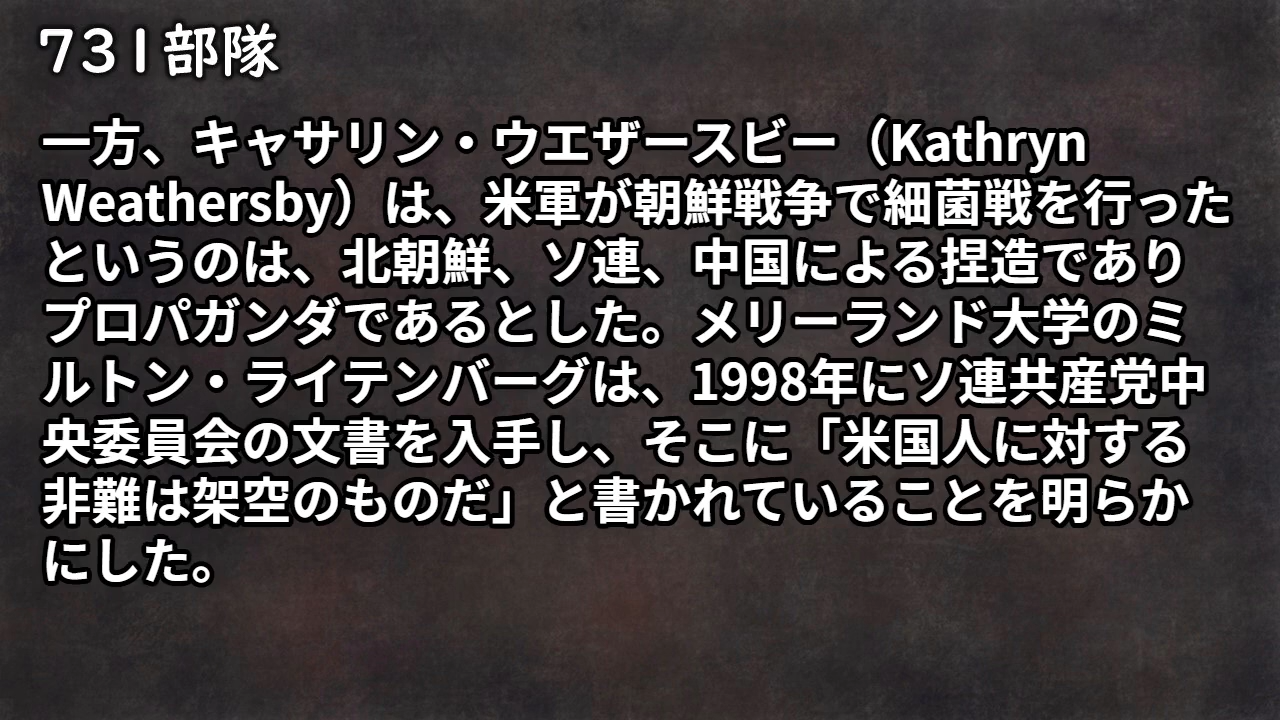 731部隊
一方、キャサリン・ウエザースビー（Kathryn
Weathersby）は、米軍が朝鮮戦争で細菌戦を行った
というのは、北朝鮮、ソ連、中国による捏造であり
プロパガンダであるとした。メリーランド大学のミ
ルトン・ライテンバーグは、1998年にソ連共産党中
央委員会の文書を入手し、そこに「米国人に対する
非難は架空のものだ」と書かれていることを明らか
にした。